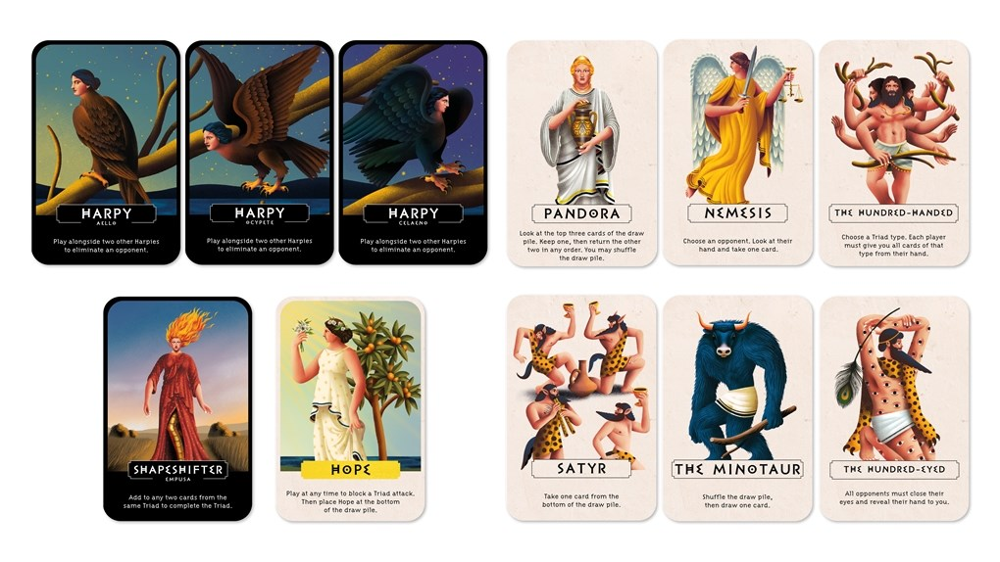 HARPY
AELLO
Play alongside two other Harpies
to eliminate an opponent.
HARPY
OCYPETE
Play alongside two other Harpies
to eliminate an opponent.
HARPY
CELAENO
Play alongside two other Harpies
to eliminate an opponent.
PANDORA
Look at the top three cards of the draw
pile. Keep one, then return the other
two in any order. You may shuffle
the draw pile.
NEMESIS
Choose an opponent. Look at their
hand and take one card.
THE HUNDRED-HANDED
Choose a Triad type. Each player
must give you all cards of that
type from their hand.
SHAPESHIFTER
EMPUSA
Add to any two cards from the
same Triad to complete the Triad.
HOPE
Play at any time to block a Triad attack.
Then place Hope at the bottom
of the draw pile.
SATYR
Take one card from the
bottom of the draw pile.
THE MINOTAUR
Shuffle the draw pile,
then draw one card.
THE HUNDRED-EYED
All opponents must close their
eyes and reveal their hand to you.